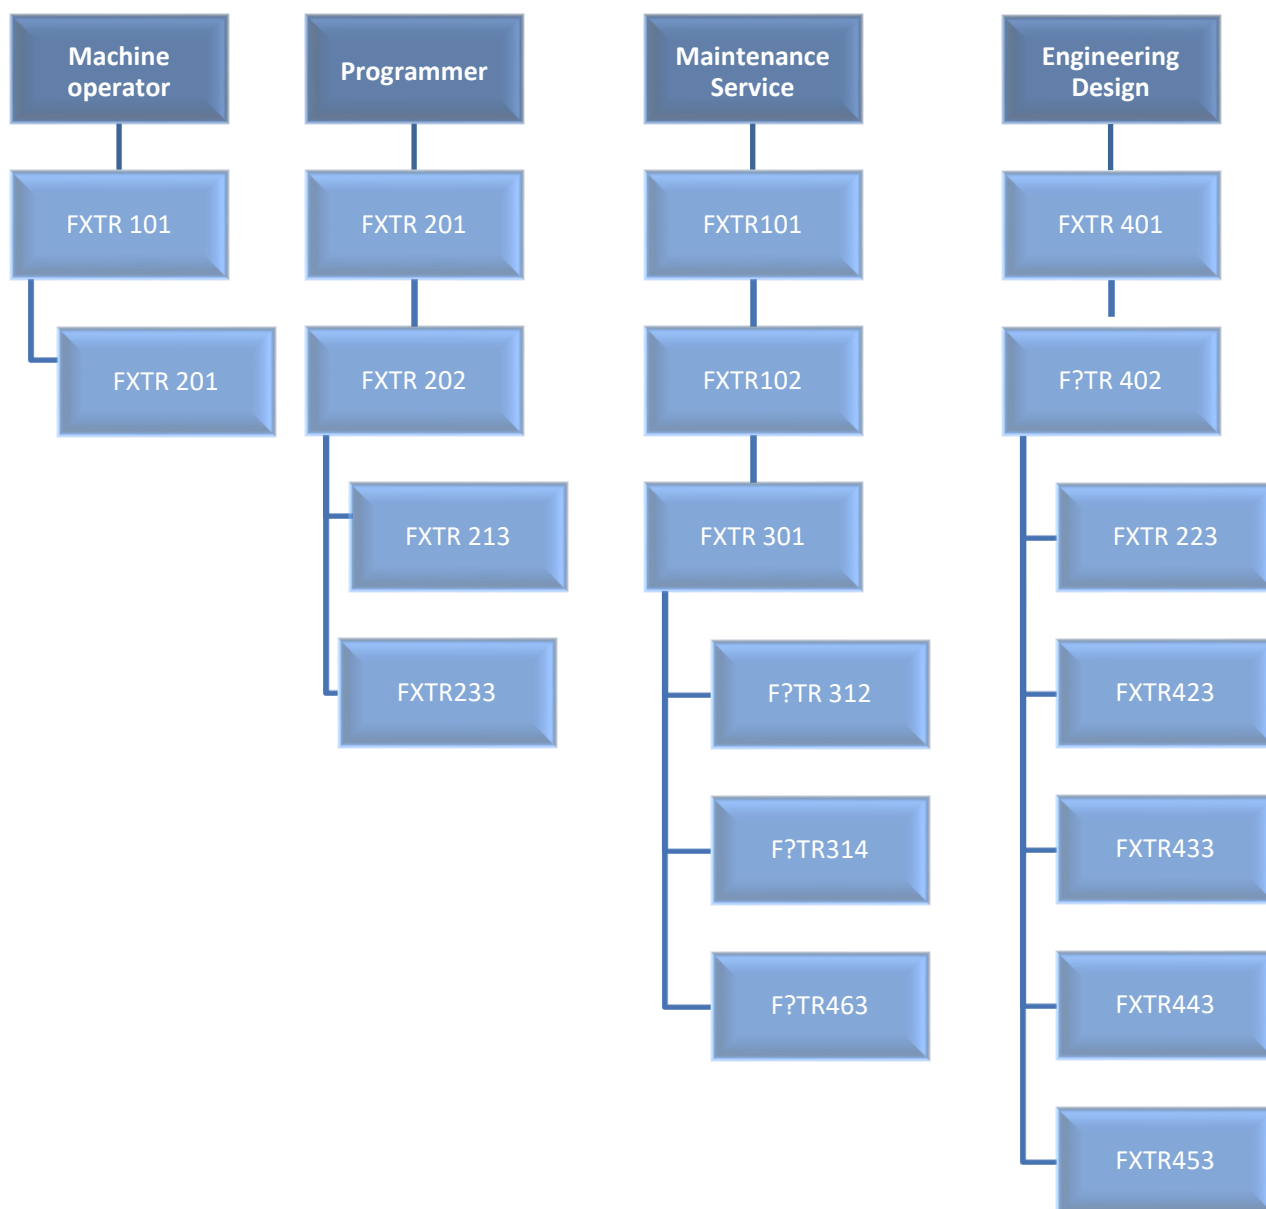 Machine
operator
FXTR 101
FXTR 201
Programmer
FXTR 201
FXTR 202
FXTR 213
FXTR233
Maintenance
Service
FXTR101
FXTR102
FXTR 301
F?TR 312
F?TR314
F?TR463
Engineering
Design
FXTR 401
F?TR 402
FXTR 223
FXTR423
FXTR433
FXTR443
FXTR453